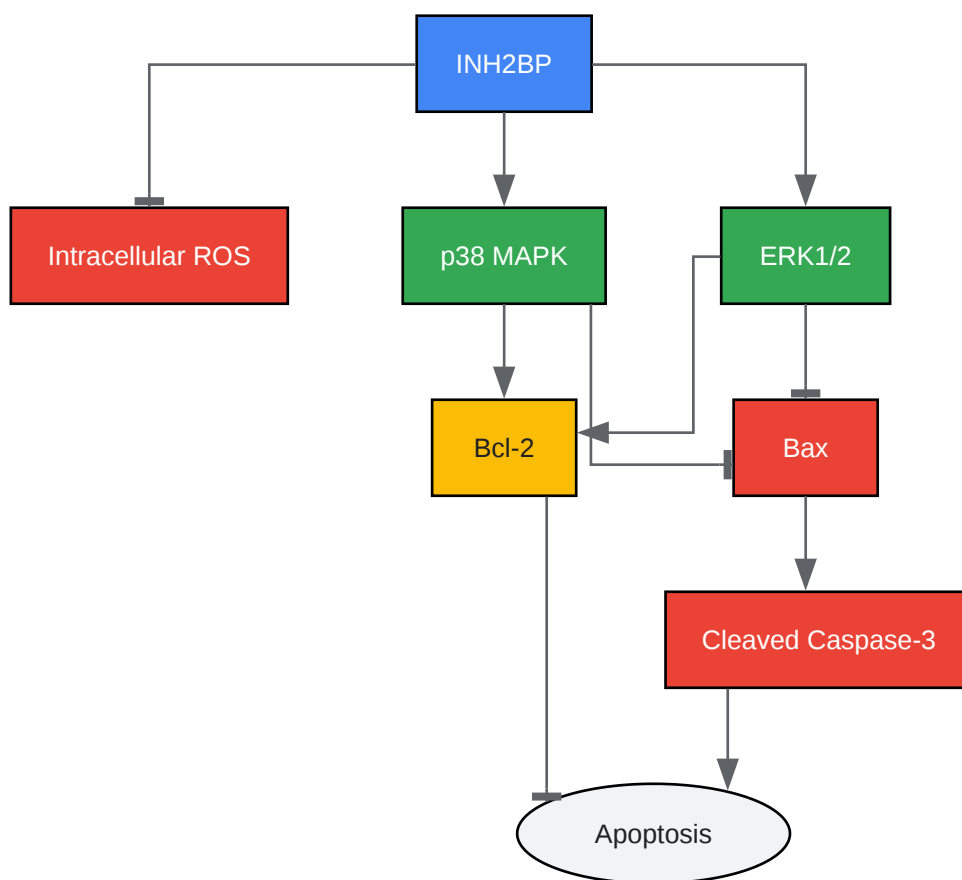 INH2BP
Intracellular ROS
p38 MAPK
ERK1/2
Bcl-2
Bax
Cleaved Caspase-3
Apoptosis